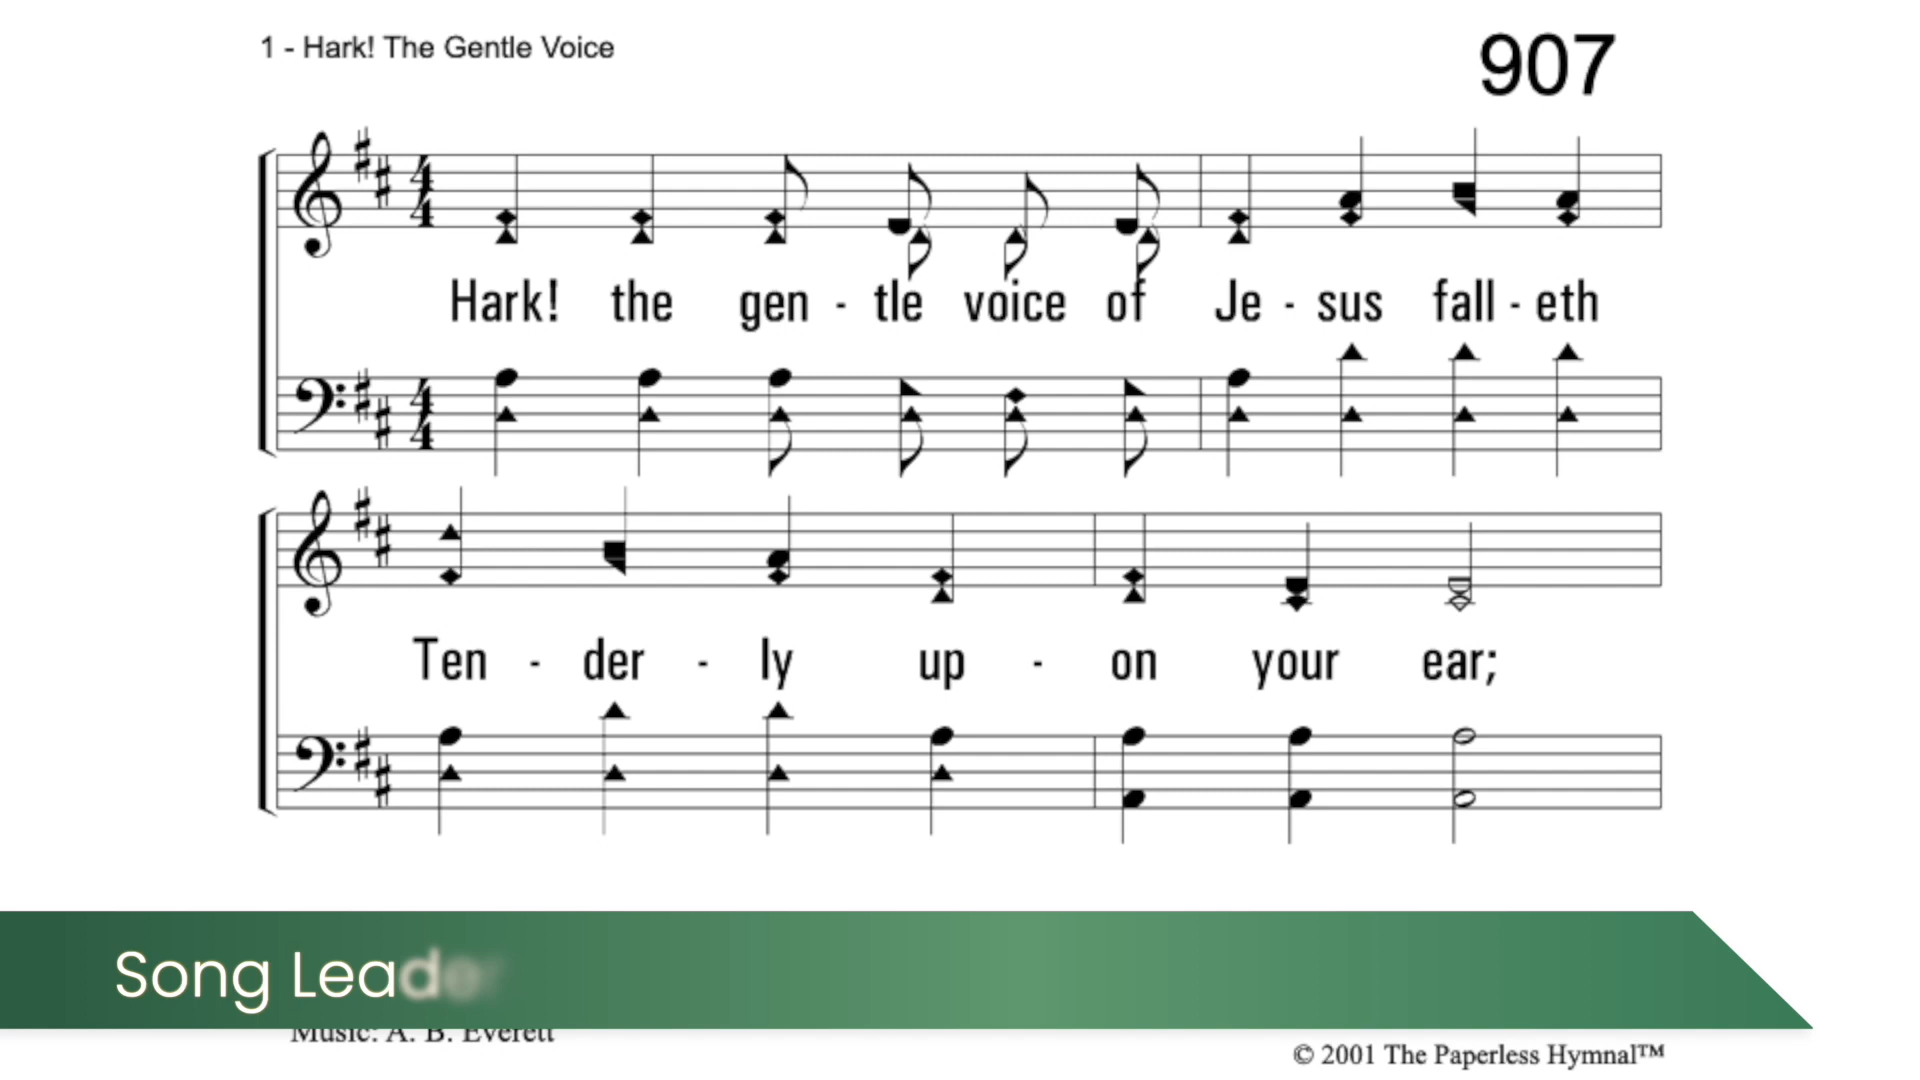 1 - Hark! The Gentle Voice
907
Hark! the gen - tle voice of Je - sus fall - eth
Ten - der - ly up - on your ear;
Song Leader
Music: A. B. Everett
© 2001 The Paperless Hymnal™